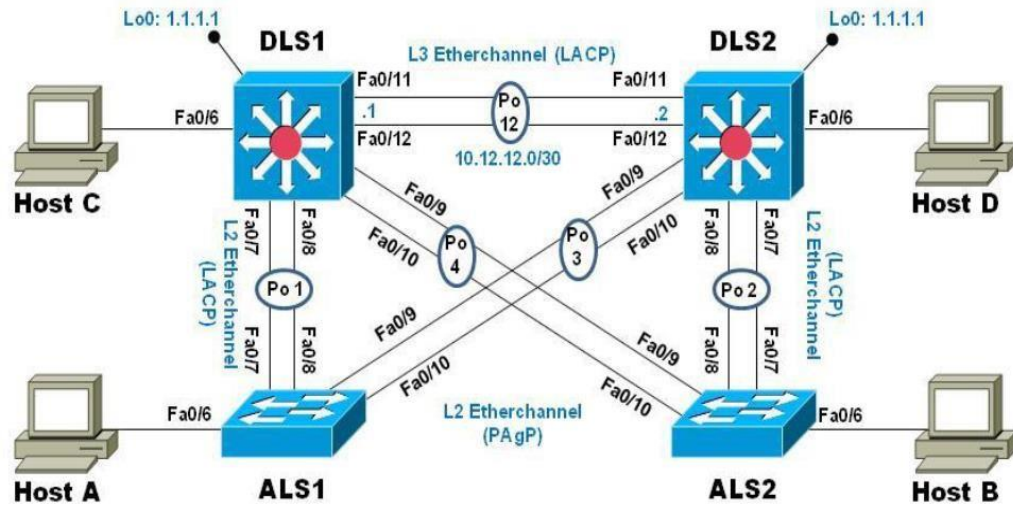 Lo0: 1.1.1.1
Lo0: 1.1.1.1
DLS1
DLS2
L3 Etherchannel (LACP)
Fa0/11
Fa0/11
Fa0/6
.1
Po
12
.2
Fa0/6
Fa0/12
Fa0/12
10.12.12.0/30
Host C
Host D
Fa0/7
Fa0/8
Fa0/9
Fa0/10
Fa0/9
Fa0/10
Fa0/8
Fa0/7
L2 Etherchannel
(LACP)
Po 1
Po
4
Po
3
Po 2
(LACP)
L2 Etherchannel
Fa0/7
Fa0/8
Fa0/9
Fa0/10
Fa0/9
Fa0/10
Fa0/8
Fa0/7
Fa0/6
L2 Etherchannel
(PAgP)
Fa0/6
Host A
ALS1
ALS2
Host B